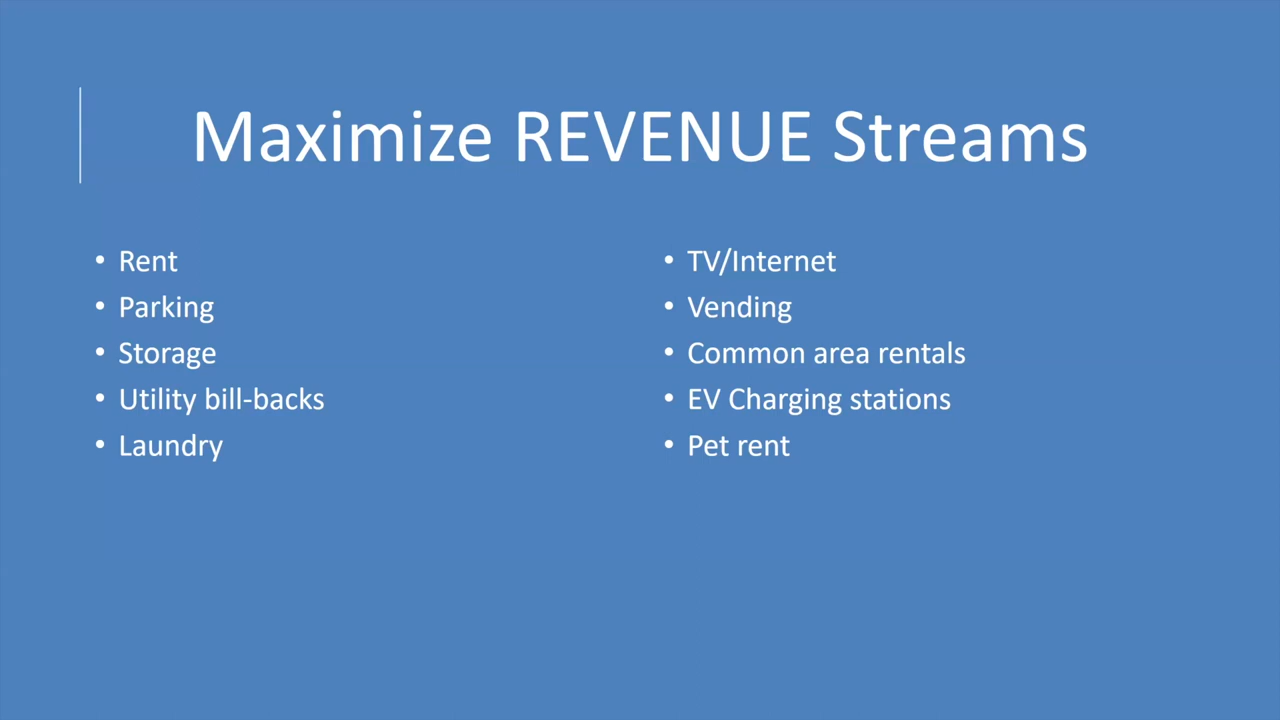 Maximize REVENUE Streams
• Rent
• Parking
• Storage
• Utility bill-backs
• Laundry
• TV/Internet
• Vending
• Common area rentals
• EV Charging stations
• Pet rent